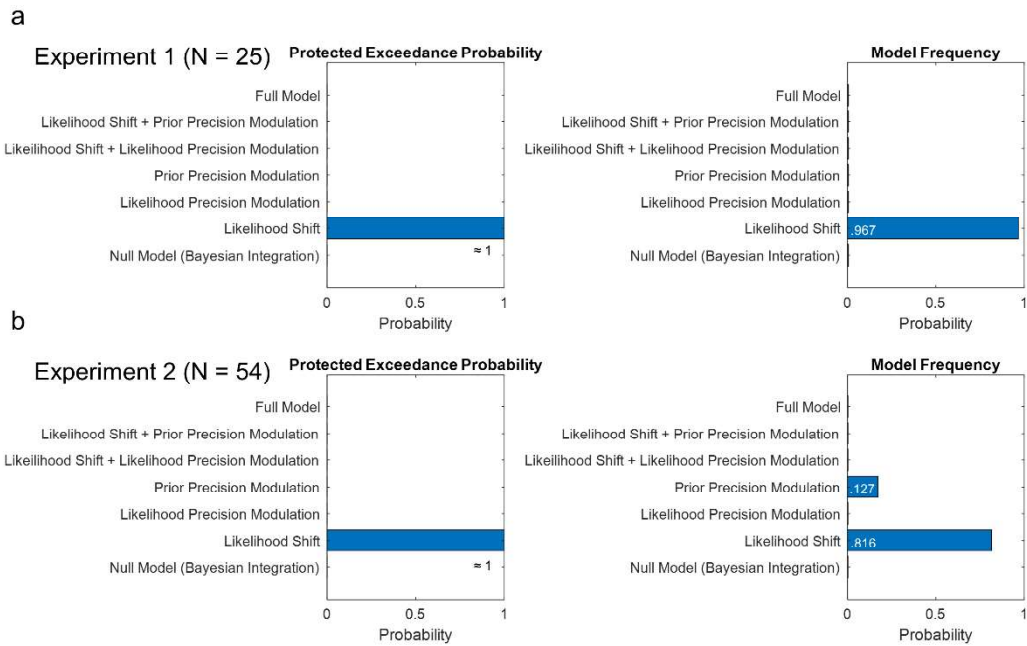 a
Experiment 1 (N = 25)
Protected Exceedance Probability
Model Frequency
Full Model
Likelihood Shift + Prior Precision Modulation
Likeilihood Shift + Likelihood Precision Modulation
Prior Precision Modulation
Likelihood Precision Modulation
Likelihood Shift
Null Model (Bayesian Integration)
≈ 1
0 0.5 1
Probability
Full Model
Likelihood Shift + Prior Precision Modulation
Likeilihood Shift + Likelihood Precision Modulation
Prior Precision Modulation
Likelihood Precision Modulation
Likelihood Shift
.967
Null Model (Bayesian Integration)
0 0.5 1
Probability
b
Experiment 2 (N = 54)
Protected Exceedance Probability
Model Frequency
Full Model
Likelihood Shift + Prior Precision Modulation
Likeilihood Shift + Likelihood Precision Modulation
Prior Precision Modulation
Likelihood Precision Modulation
Likelihood Shift
Null Model (Bayesian Integration)
≈ 1
0 0.5 1
Probability
Full Model
Likelihood Shift + Prior Precision Modulation
Likeilihood Shift + Likelihood Precision Modulation
Prior Precision Modulation
.127
Likelihood Precision Modulation
Likelihood Shift
.816
Null Model (Bayesian Integration)
0 0.5 1
Probability